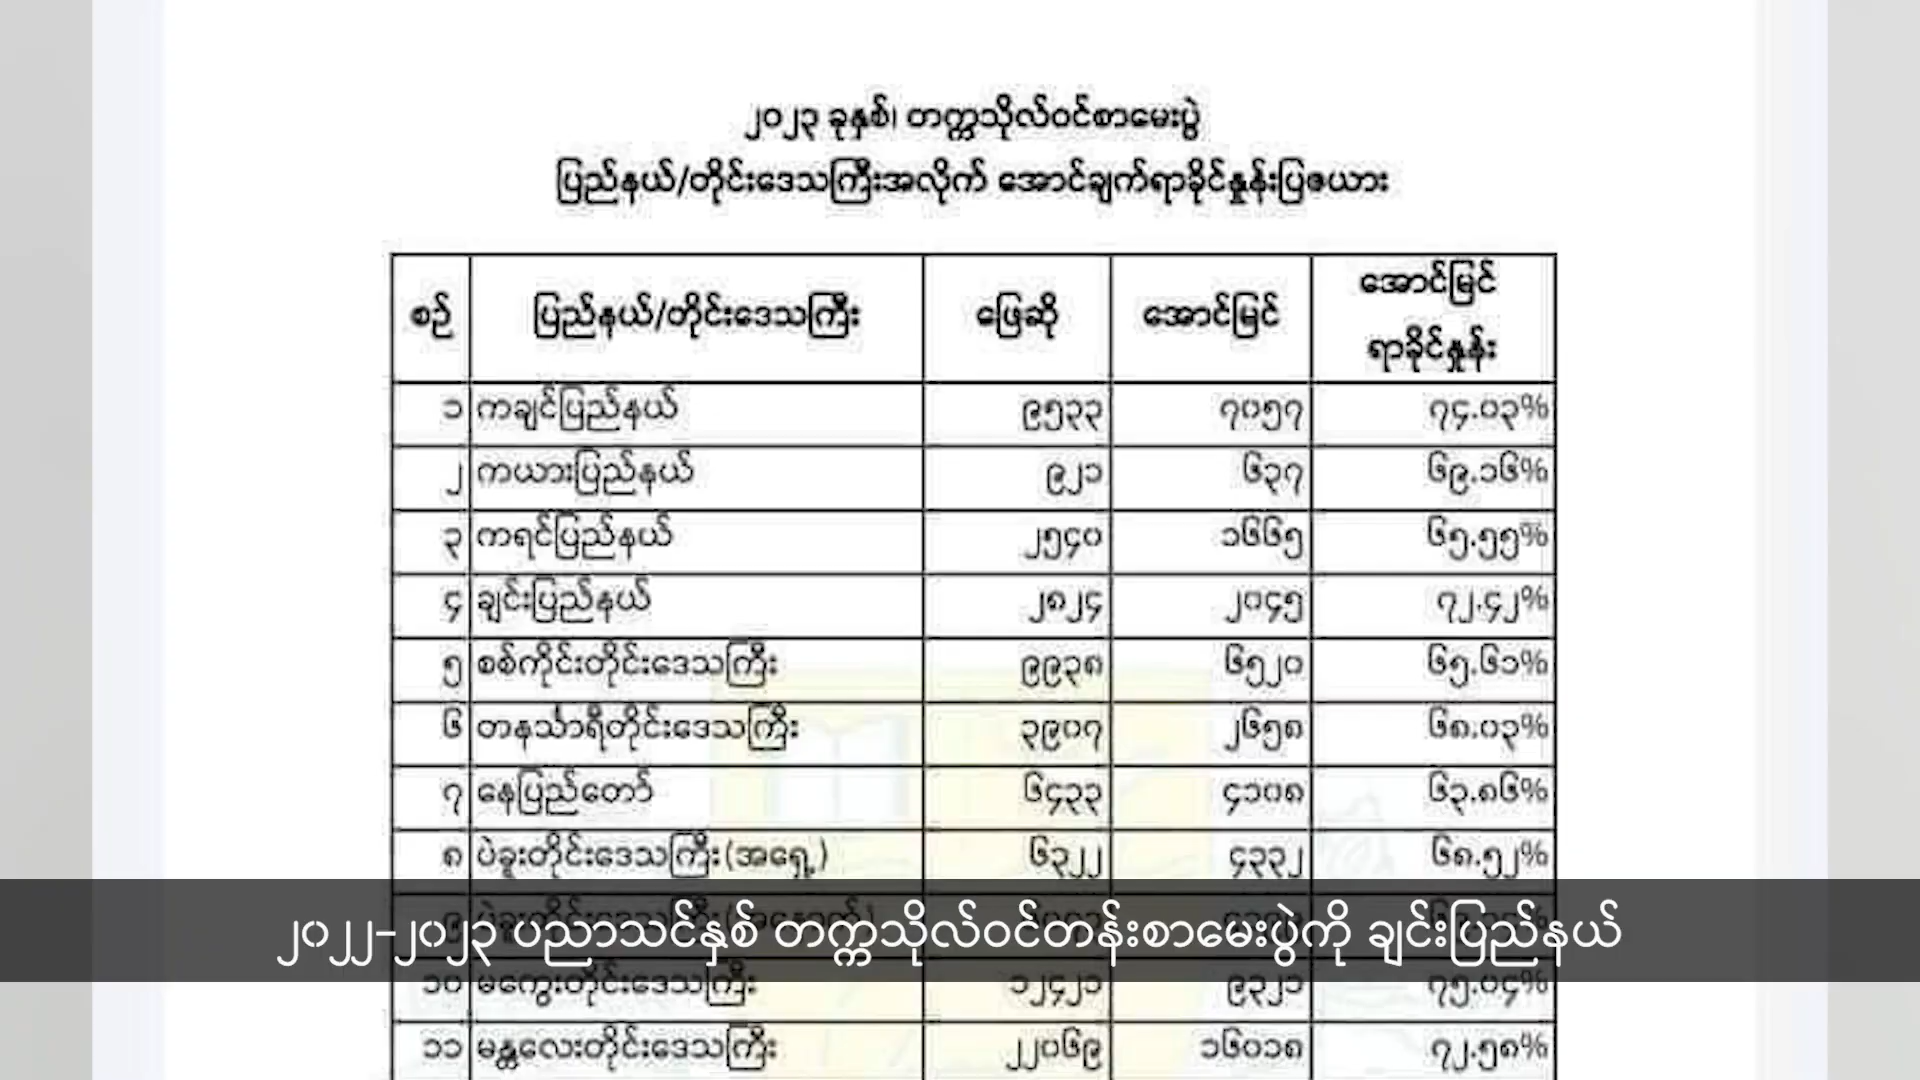 ၂၀၂၃ ခုနှစ်၊ တက္ကသိုလ်ဝင်စာမေးပွဲ
ပြည်နယ်/တိုင်းဒေသကြီးအလိုက် အောင်ချက်ရာခိုင်နှုန်းပြဇယား
စဉ် ပြည်နယ်/တိုင်းဒေသကြီး ဖြေဆို အောင်မြင် အောင်မြင်
ရာခိုင်နှုန်း
၁ ကချင်ပြည်နယ် ၉၅၃၃ ၇၀၅၇ ၇၄.၀၃%
၂ ကယားပြည်နယ် ၉၂၁ ၆၃၇ ၆၉.၁၆%
၃ ကရင်ပြည်နယ် ၂၅၄၀ ၁၆၆၅ ၆၅.၅၅%
၄ ချင်းပြည်နယ် ၂၈၂၄ ၂၀၄၅ ၇၂.၄၂%
၅ စစ်ကိုင်းတိုင်းဒေသကြီး ၉၉၃၈ ၆၅၂၀ ၆၅.၆၁%
၆ တနင်္သာရီတိုင်းဒေသကြီး ၃၉၀၇ ၂၆၅၈ ၆၈.၀၃%
၇ နေပြည်တော် ၆၄၃၃ ၄၁၀၈ ၆၃.၈၆%
၈ ပဲခူးတိုင်းဒေသကြီး(အရှေ့) ၆၃၂၂ ၄၃၃၂ ၆၈.၅၂%
၂၀၂၂-၂၀၂၃ ပညာသင်နှစ် တက္ကသိုလ်ဝင်တန်းစာမေးပွဲကို ချင်းပြည်နယ်
၁၀ မကွေးတိုင်းဒေသကြီး ၁၂၄၂၁ ၉၃၂၁ ၇၅.၀၄%
၁၁ မန္တလေးတိုင်းဒေသကြီး ၂၂၀၆၉ ၁၆၀၁၈ ၇၂.၅၈%